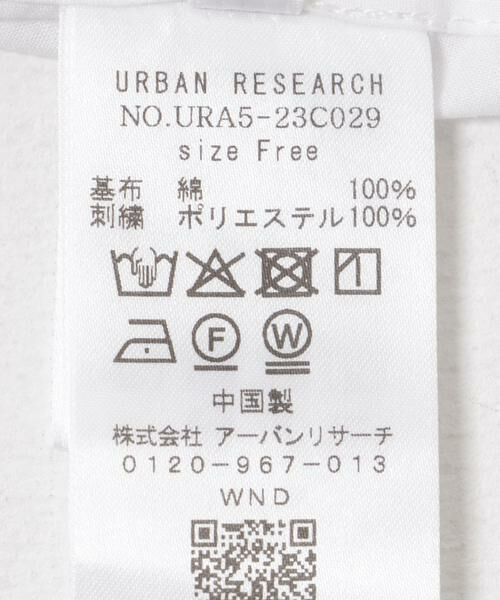 URBAN RESEARCH
NO.URA5-23C029
size Free
基布 綿 100%
刺繍 ポリエステル100%
F W
中国製
株式会社 アーバンリサーチ
0120-967-013
WND